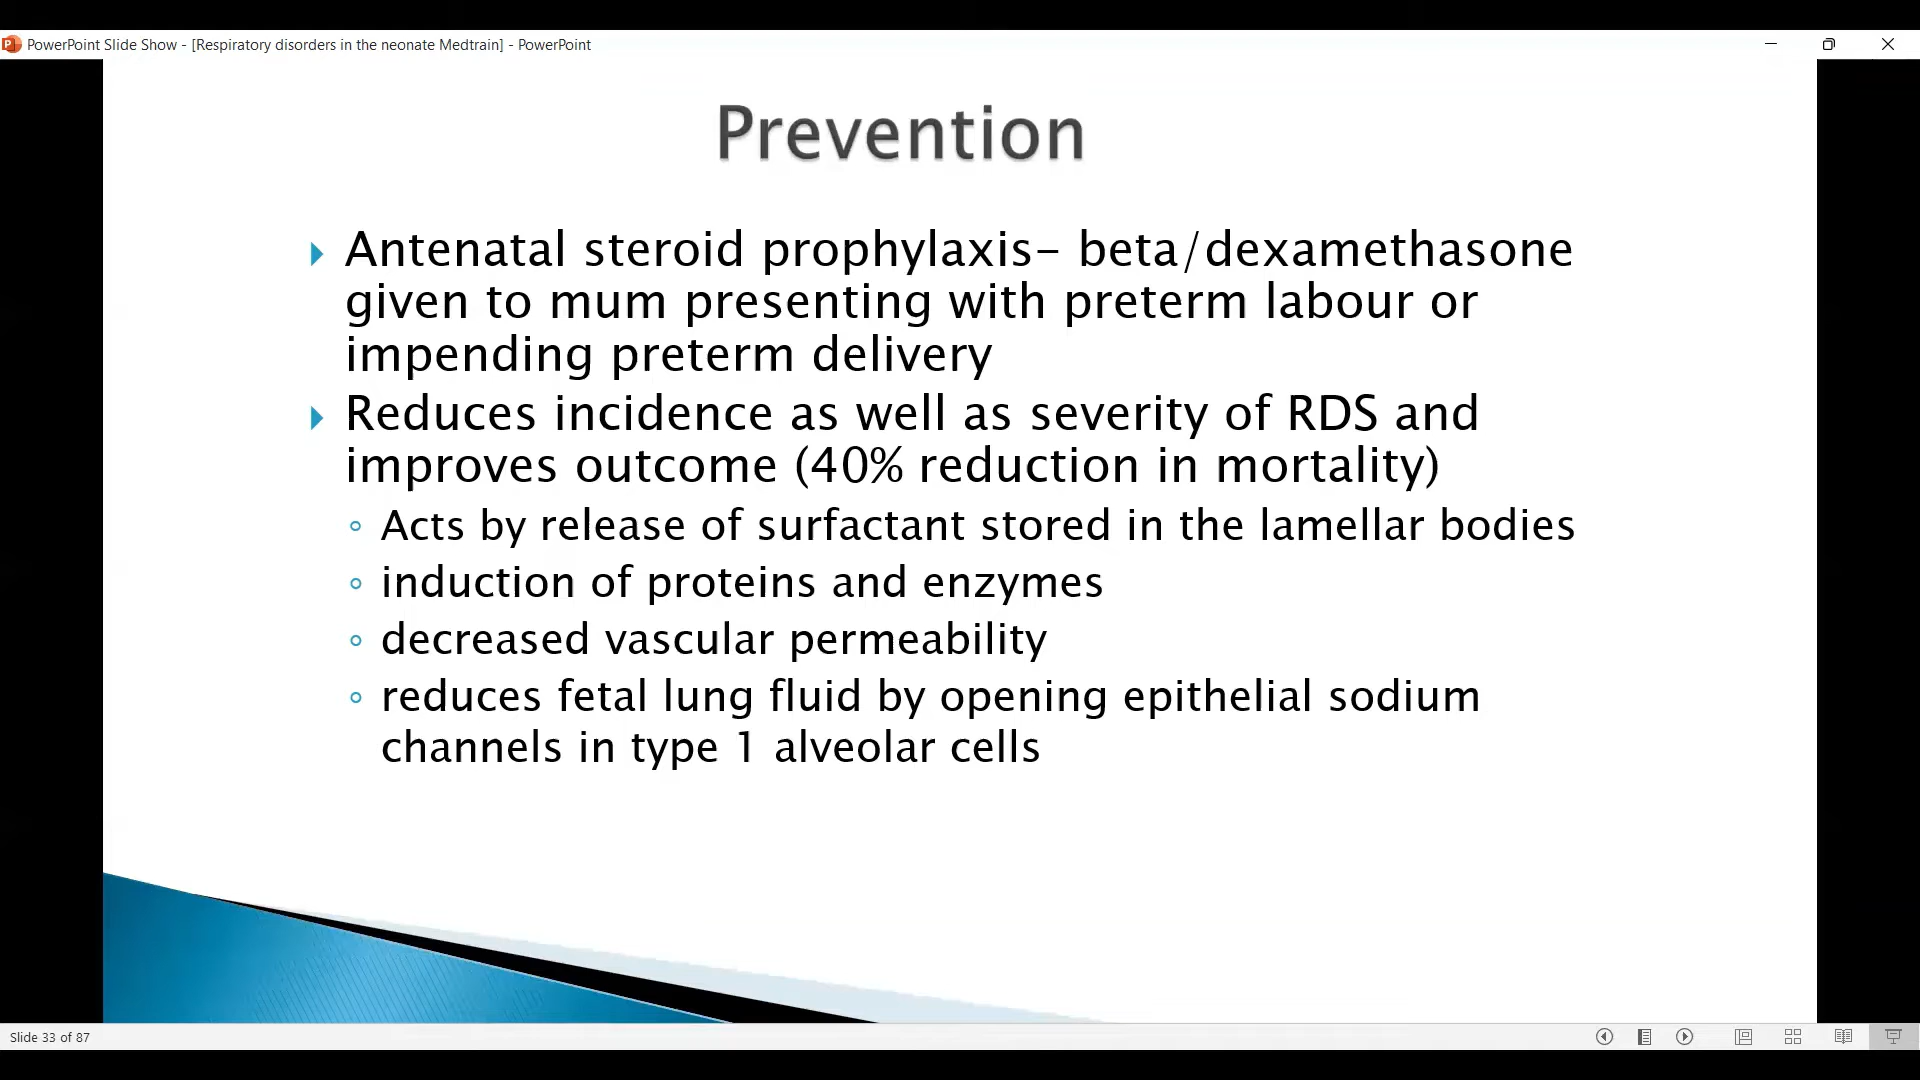 PowerPoint Slide Show - [Respiratory disorders in the neonate Medtrain] - PowerPoint
Prevention
Antenatal steroid prophylaxis- beta/dexamethasone
given to mum presenting with preterm labour or
impending preterm delivery
Reduces incidence as well as severity of RDS and
improves outcome (40% reduction in mortality)
Acts by release of surfactant stored in the lamellar bodies
induction of proteins and enzymes
decreased vascular permeability
reduces fetal lung fluid by opening epithelial sodium
channels in type 1 alveolar cells
Slide 33 of 87